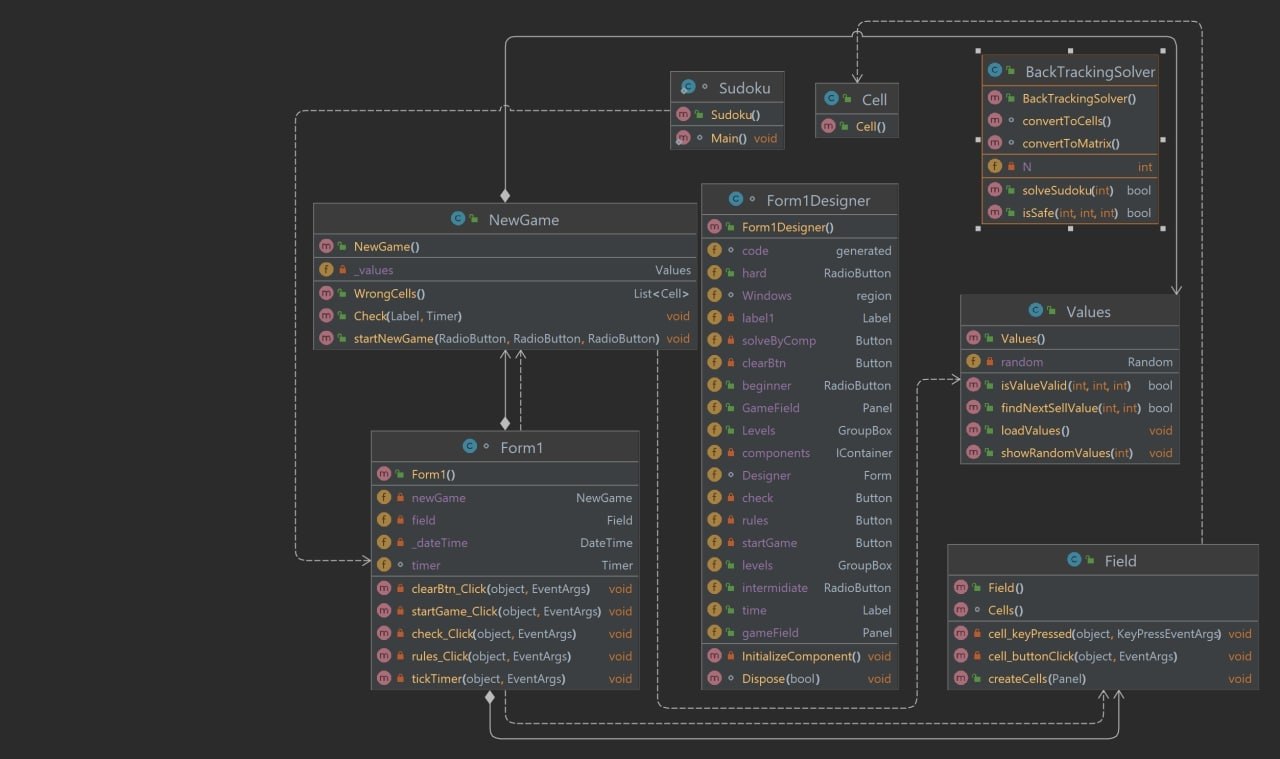 Sudoku
Sudoku()
Main() void
Cell
Cell()
BackTrackingSolver
BackTrackingSolver()
convertToCells()
convertToMatrix()
N int
solveSudoku(int) bool
isSafe(int, int, int) bool
NewGame
NewGame()
_values Values
WrongCells() List<Cell>
Check(Label, Timer) void
startNewGame(RadioButton, RadioButton, RadioButton) void
Form1Designer
Form1Designer()
code generated
hard RadioButton
Windows region
label1 Label
solveByComp Button
clearBtn Button
beginner RadioButton
GameField Panel
Levels GroupBox
components IContainer
Designer Form
check Button
rules Button
startGame Button
levels GroupBox
intermidiate RadioButton
time Label
gameField Panel
InitializeComponent() void
Dispose(bool) void
Values
Values()
random Random
isValueValid(int, int, int) bool
findNextSellValue(int, int) bool
loadValues() void
showRandomValues(int) void
Form1
Form1()
newGame NewGame
field Field
_dateTime DateTime
timer Timer
clearBtn_Click(object, EventArgs) void
startGame_Click(object, EventArgs) void
check_Click(object, EventArgs) void
rules_Click(object, EventArgs) void
tickTimer(object, EventArgs) void
Field
Field()
Cells()
cell_keyPressed(object, KeyPressEventArgs) void
cell_buttonClick(object, EventArgs) void
createCells(Panel) void